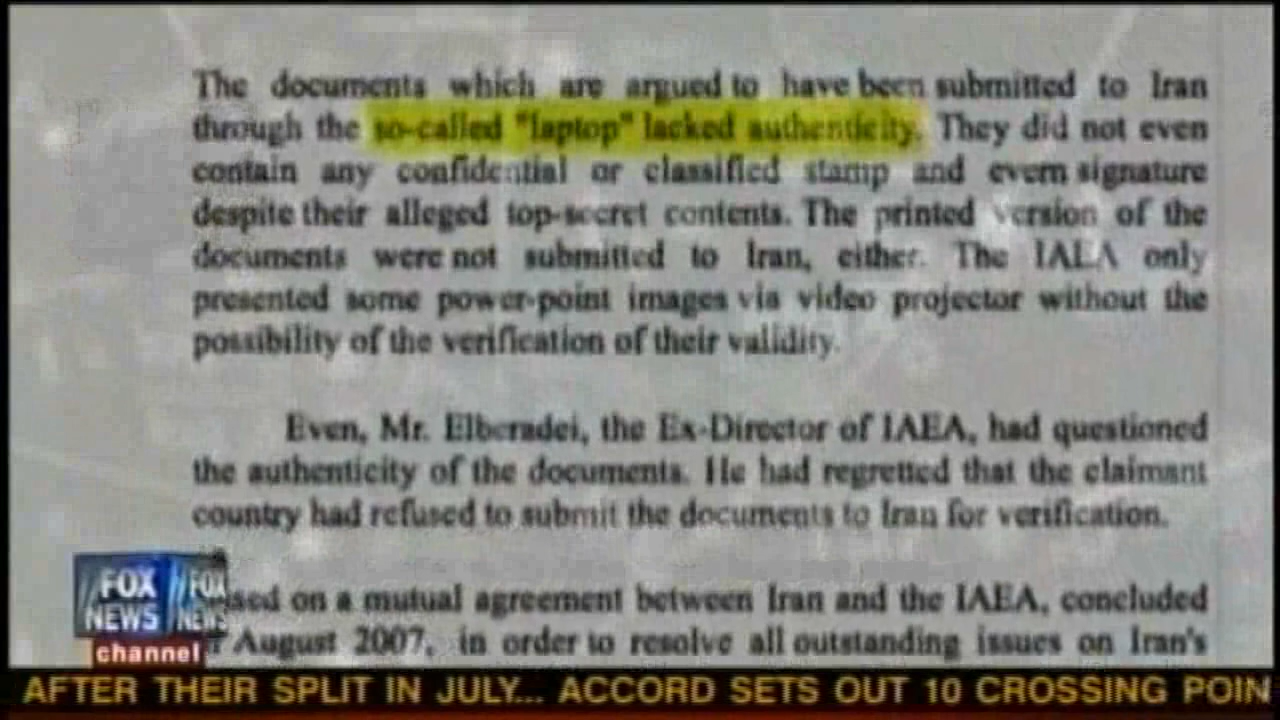 The documents which are argued to have been submitted to Iran
through the so-called "laptop" lacked authenticity. They did not even
contain any confidential or classified stamp and evem signature
despite their alleged top-secret contents. The printed version of the
documents were not submitted to Iran, either. The IAEA only
presented some power-point images via video projector without the
possibility of the verification of their validity.
Even, Mr. Elberadei, the Ex-Director of IAEA, had questioned
the authenticity of the documents. He had regretted that the claimant
country had refused to submit the documents to Iran for verification.
sed on a mutual agreement between Iran and the IAEA, concluded
August 2007, in order to resolve all outstanding issues on Iran's
FOX NEWS
FOX NEWS
channel
AFTER THEIR SPLIT IN JULY... ACCORD SETS OUT 10 CROSSING POIN